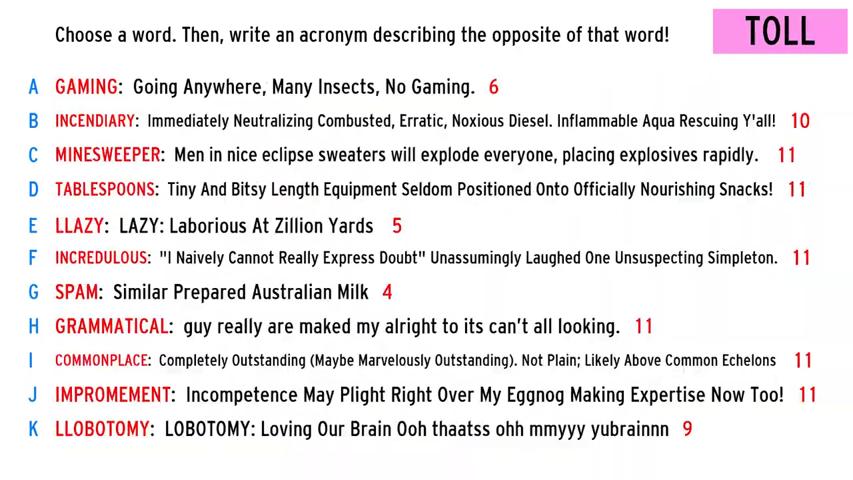 Choose a word. Then, write an acronym describing the opposite of that word!
TOLL
A GAMING: Going Anywhere, Many Insects, No Gaming. 6
B INCENDIARY: Immediately Neutralizing Combusted, Erratic, Noxious Diesel. Inflammable Aqua Rescuing Y'all! 10
C MINESWEEPER: Men in nice eclipse sweaters will explode everyone, placing explosives rapidly. 11
D TABLESPOONS: Tiny And Bitsy Length Equipment Seldom Positioned Onto Officially Nourishing Snacks! 11
E LLAZY: LAZY: Laborious At Zillion Yards 5
F INCREDULOUS: "I Naively Cannot Really Express Doubt" Unassumingly Laughed One Unsuspecting Simpleton. 11
G SPAM: Similar Prepared Australian Milk 4
H GRAMMATICAL: guy really are maked my alright to its can't all looking. 11
I COMMONPLACE: Completely Outstanding (Maybe Marvelously Outstanding). Not Plain; Likely Above Common Echelons 11
J IMPROMEMENT: Incompetence May Plight Right Over My Eggnog Making Expertise Now Too! 11
K LLOBOTOMY: LOBOTOMY: Loving Our Brain Ooh thaatss ohh mmyyy yubrainnn 9